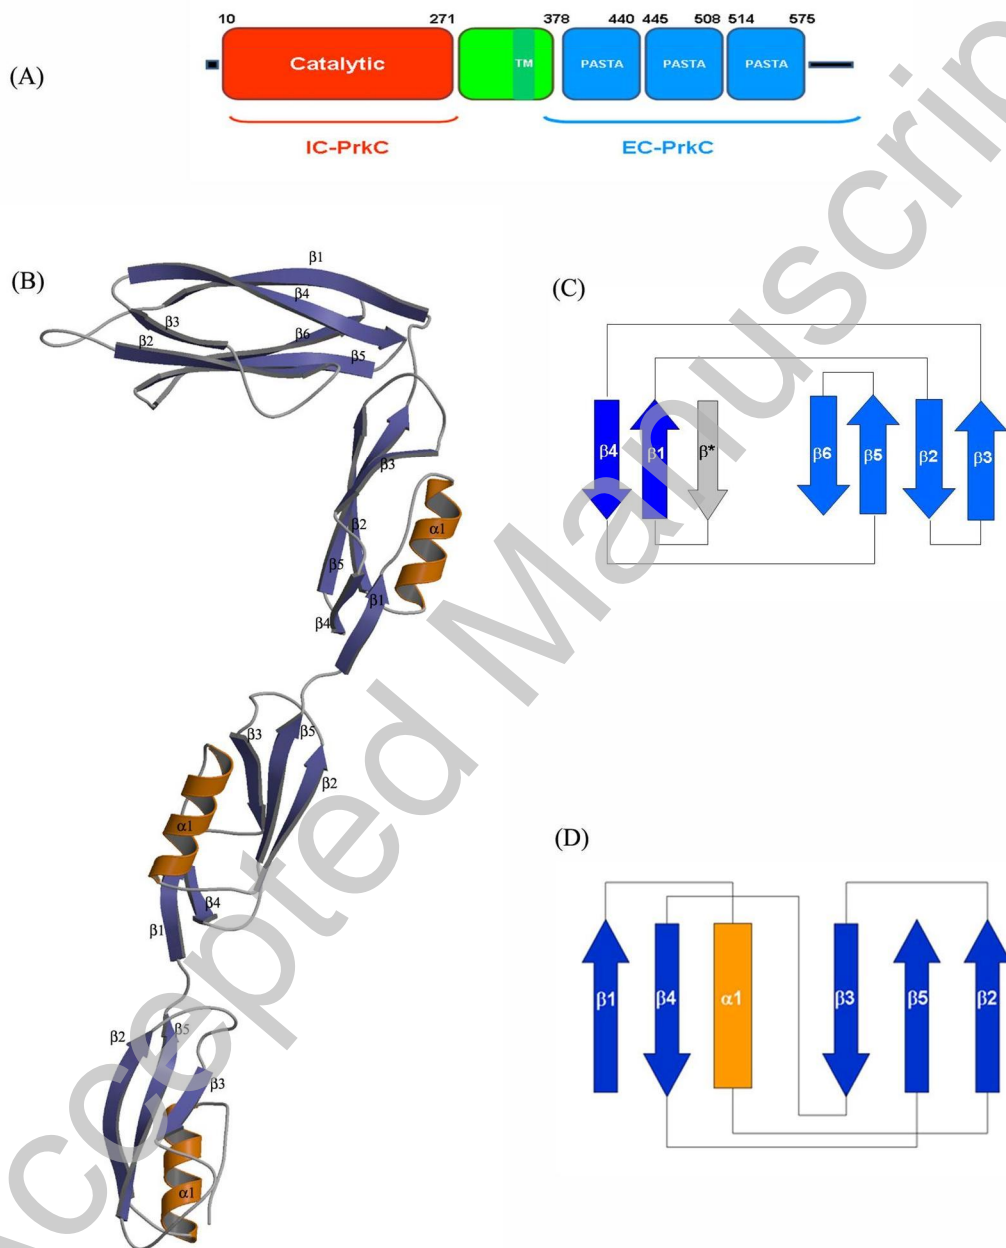 10 271 378 440 445 508 514 575
(A)
Catalytic TM PASTA PASTA PASTA
IC-PrkC EC-PrkC
(B)
β1
β4
β3
β6
β2
β5
β3
β2
α1
β5
β1
β4
β3
β5
β2
α1
β4
β1
β2
β5
β3
α1
(C)
β4 β1 β* β6 β5 β2 β3
(D)
β1 β4 α1 β3 β5 β2
Accepted Manuscrip